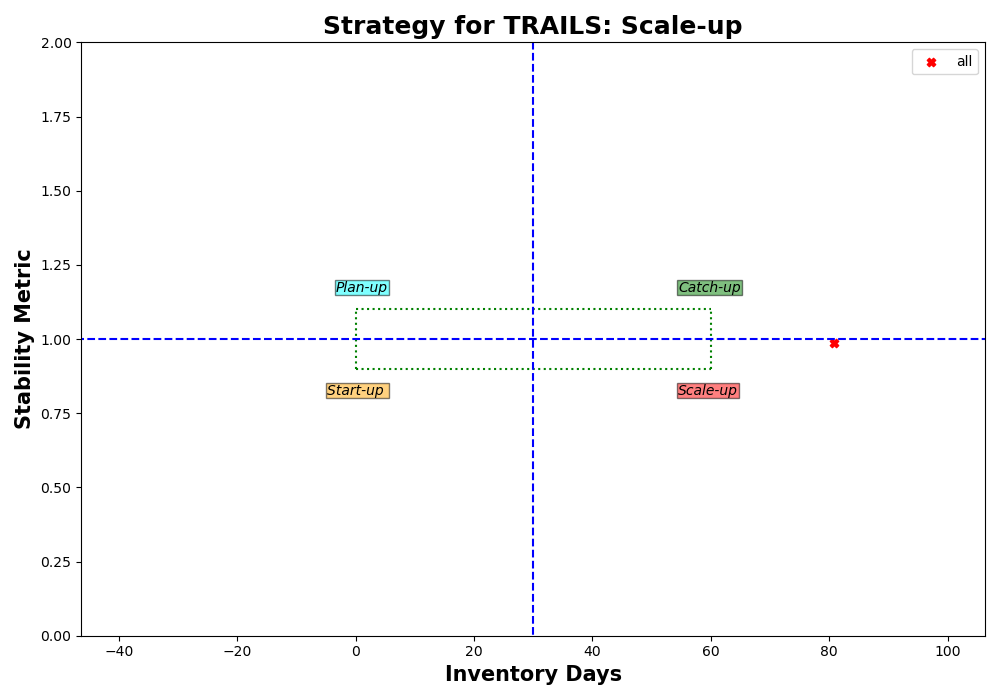 Strategy for TRAILS: Scale-up
2.00
all
1.75
1.50
Stability Metric
1.25
Plan-up
Catch-up
1.00
Start-up
Scale-up
0.75
0.50
0.25
0.00
−40
−20
0
20
40
60
80
100
Inventory Days